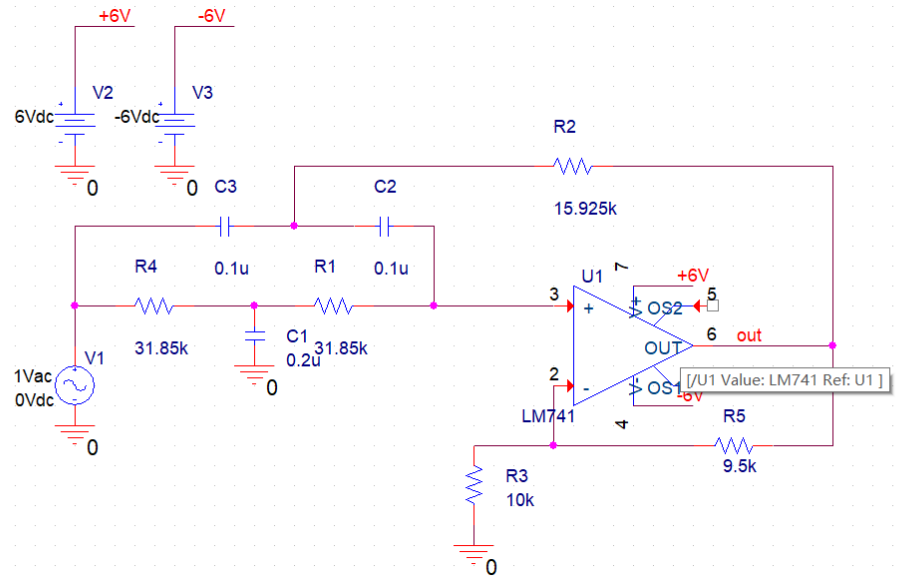 +6V
-6V
V2
V3
6Vdc
-6Vdc
0
0
R2
15.925k
C3
C2
0.1u
0.1u
R4
R1
31.85k
31.85k
C1
0.2u
0
V1
1Vac
0Vdc
0
U1
7
+6V
3
+
V+
OS2
5
OUT
6
out
2
-
V-
OS1
[/U1 Value: LM741 Ref: U1 ]
-6V
LM741
4
R5
9.5k
R3
10k
0